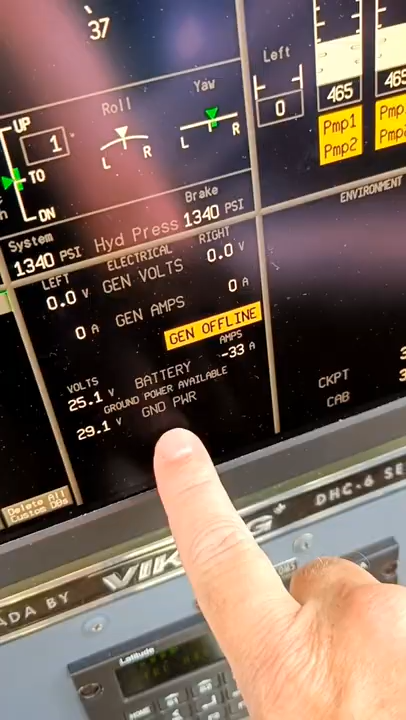 37
Left
Roll
Yaw
UP
1
L R
L R
0
465
465
Pmp1
Pmp2
TO
DN
System
1340 PSI
Hyd Press
Brake
1340 PSI
ENVIRONMENT
ELECTRICAL
LEFT
RIGHT
0.0 V
GEN VOLTS
0.0 V
0 A
GEN AMPS
0 A
GEN OFFLINE
VOLTS
BATTERY
AMPS
25.1 V
-33 A
GROUND POWER AVAILABLE
29.1 V
GND PWR
CKPT
CAB
Delete All
Custom DBs
ADA BY VIKING
DHC-6 SE
Latitude
HOME